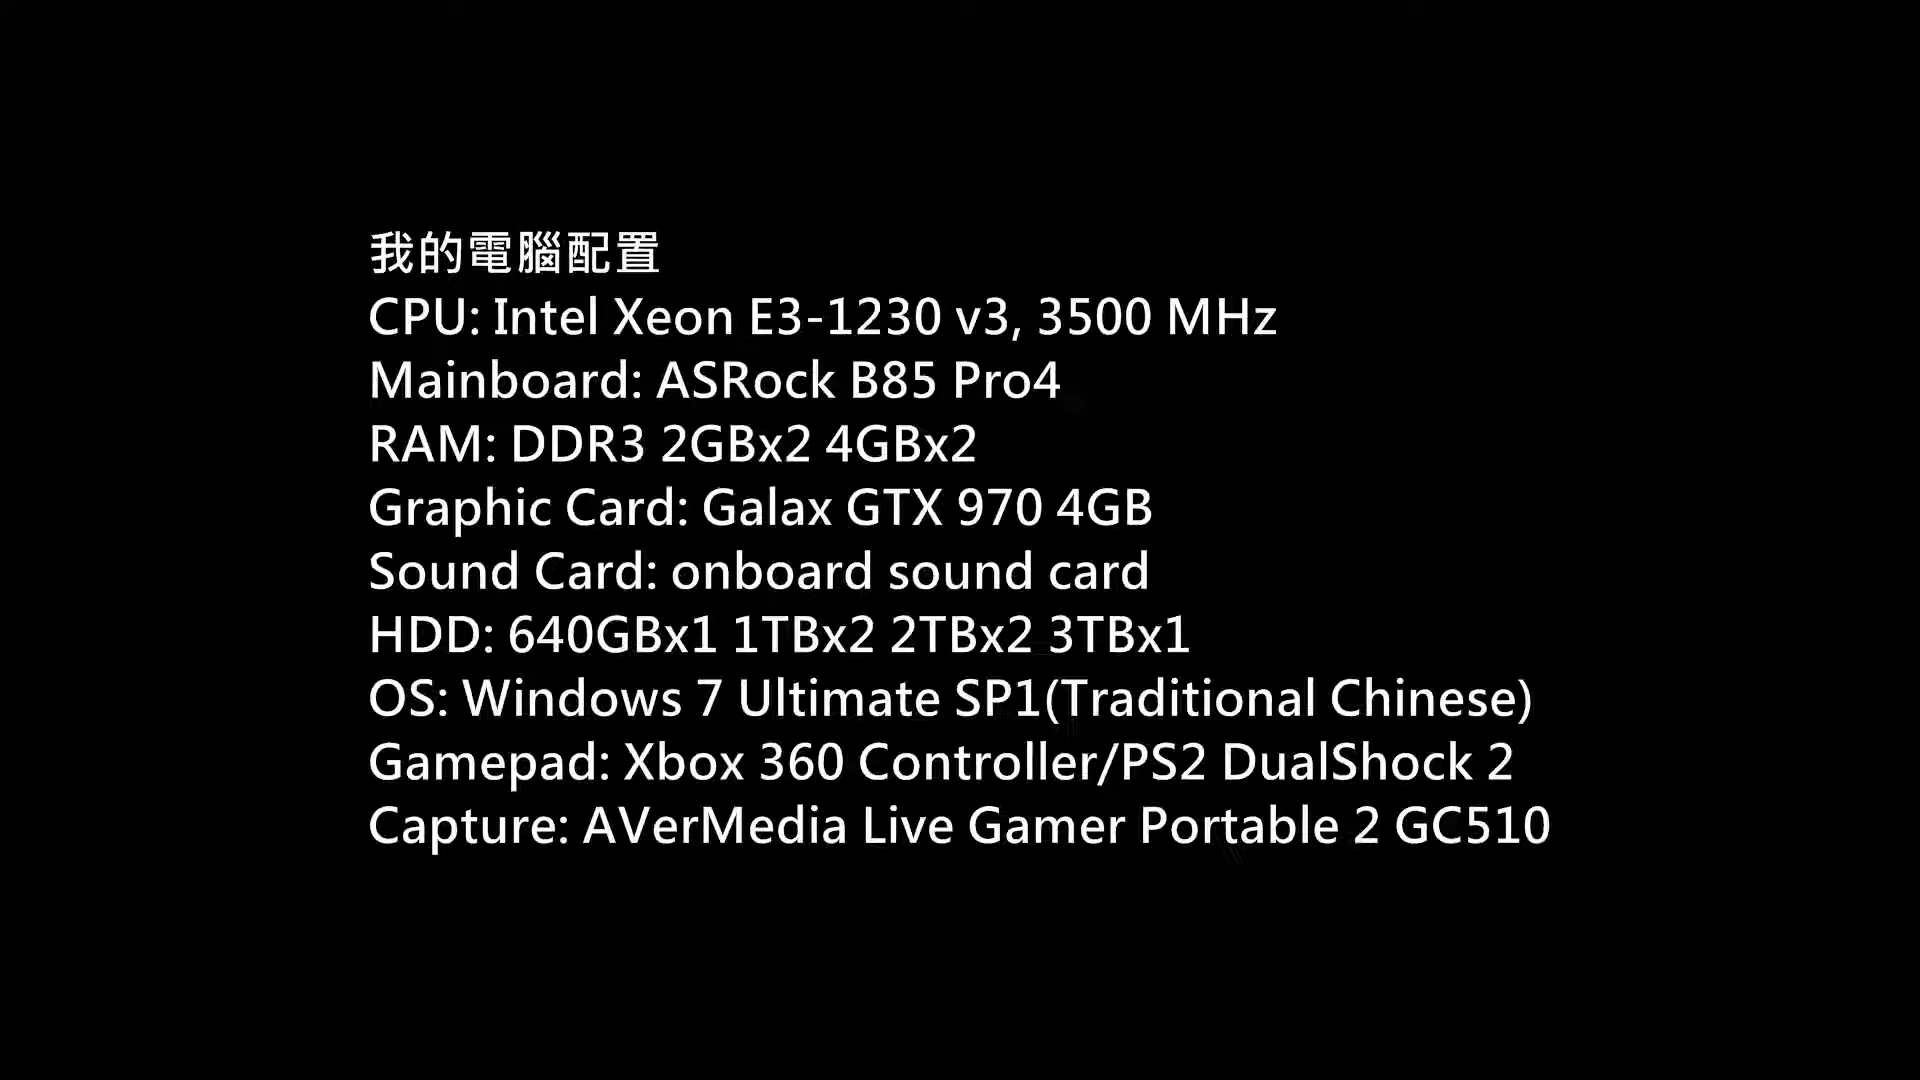 我的電腦配置
CPU: Intel Xeon E3-1230 v3, 3500 MHz
Mainboard: ASRock B85 Pro4
RAM: DDR3 2GBx2 4GBx2
Graphic Card: Galax GTX 970 4GB
Sound Card: onboard sound card
HDD: 640GBx1 1TBx2 2TBx2 3TBx1
OS: Windows 7 Ultimate SP1(Traditional Chinese)
Gamepad: Xbox 360 Controller/PS2 DualShock 2
Capture: AVerMedia Live Gamer Portable 2 GC510